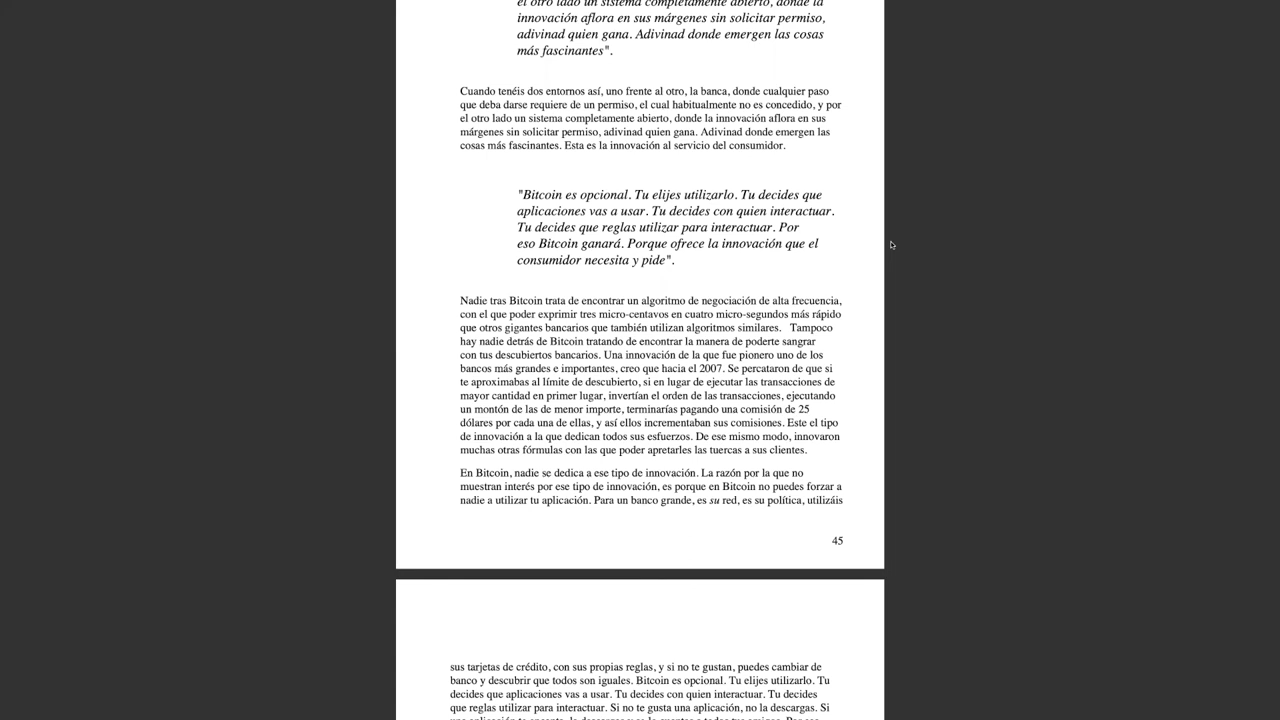 el otro lado un sistema completamente abierto, donde la
innovación aflora en sus márgenes sin solicitar permiso,
adivinad quien gana. Adivinad donde emergen las cosas
más fascinantes".
Cuando tenéis dos entornos así, uno frente al otro, la banca, donde cualquier paso
que deba darse requiere de un permiso, el cual habitualmente no es concedido, y por
el otro lado un sistema completamente abierto, donde la innovación aflora en sus
márgenes sin solicitar permiso, adivinad quien gana. Adivinad donde emergen las
cosas más fascinantes. Esta es la innovación al servicio del consumidor.
"Bitcoin es opcional. Tu elijes utilizarlo. Tu decides que
aplicaciones vas a usar. Tu decides con quien interactuar.
Tu decides que reglas utilizar para interactuar. Por
eso Bitcoin ganará. Porque ofrece la innovación que el
consumidor necesita y pide".
Nadie tras Bitcoin trata de encontrar un algoritmo de negociación de alta frecuencia,
con el que poder exprimir tres micro-centavos en cuatro micro-segundos más rápido
que otros gigantes bancarios que también utilizan algoritmos similares. Tampoco
hay nadie detrás de Bitcoin tratando de encontrar la manera de poderte sangrar
con tus descubiertos bancarios. Una innovación de la que fue pionero uno de los
bancos más grandes e importantes, creo que hacia el 2007. Se percataron de que si
te aproximabas al límite de descubierto, si en lugar de ejecutar las transacciones de
mayor cantidad en primer lugar, invertían el orden de las transacciones, ejecutando
un montón de las de menor importe, terminarías pagando una comisión de 25
dólares por cada una de ellas, y así ellos incrementaban sus comisiones. Este el tipo
de innovación a la que dedican todos sus esfuerzos. De ese mismo modo, innovaron
muchas otras fórmulas con las que poder apretarles las tuercas a sus clientes.
En Bitcoin, nadie se dedica a ese tipo de innovación. La razón por la que no
muestran interés por ese tipo de innovación, es porque en Bitcoin no puedes forzar a
nadie a utilizar tu aplicación. Para un banco grande, es su red, es su política, utilizáis
45
sus tarjetas de crédito, con sus propias reglas, y si no te gustan, puedes cambiar de
banco y descubrir que todos son iguales. Bitcoin es opcional. Tu elijes utilizarlo. Tu
decides que aplicaciones vas a usar. Tu decides con quien interactuar. Tu decides
que reglas utilizar para interactuar. Si no te gusta una aplicación, no la descargas. Si